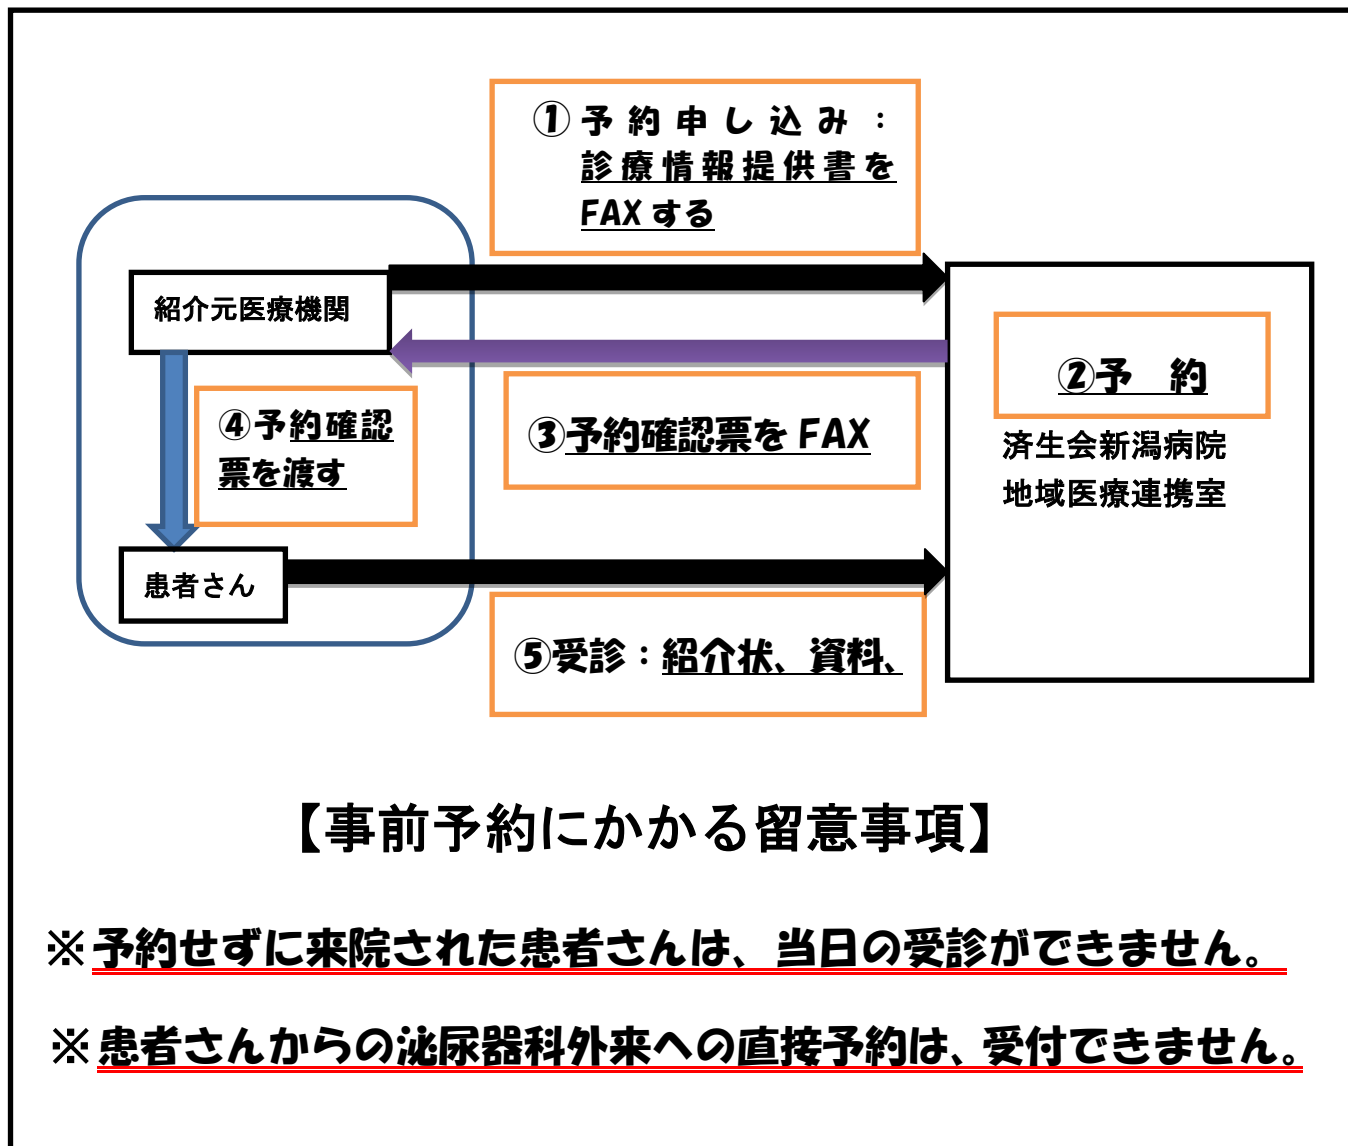 ①予約申し込み：
診療情報提供書を
FAXする
紹介元医療機関
②予　約
済生会新潟病院
地域医療連携室
③予約確認票をFAX
④予約確認
票を渡す
患者さん
⑤受診：紹介状、資料、
【事前予約にかかる留意事項】
※予約せずに来院された患者さんは、当日の受診ができません。
※患者さんからの泌尿器科外来への直接予約は、受付できません。